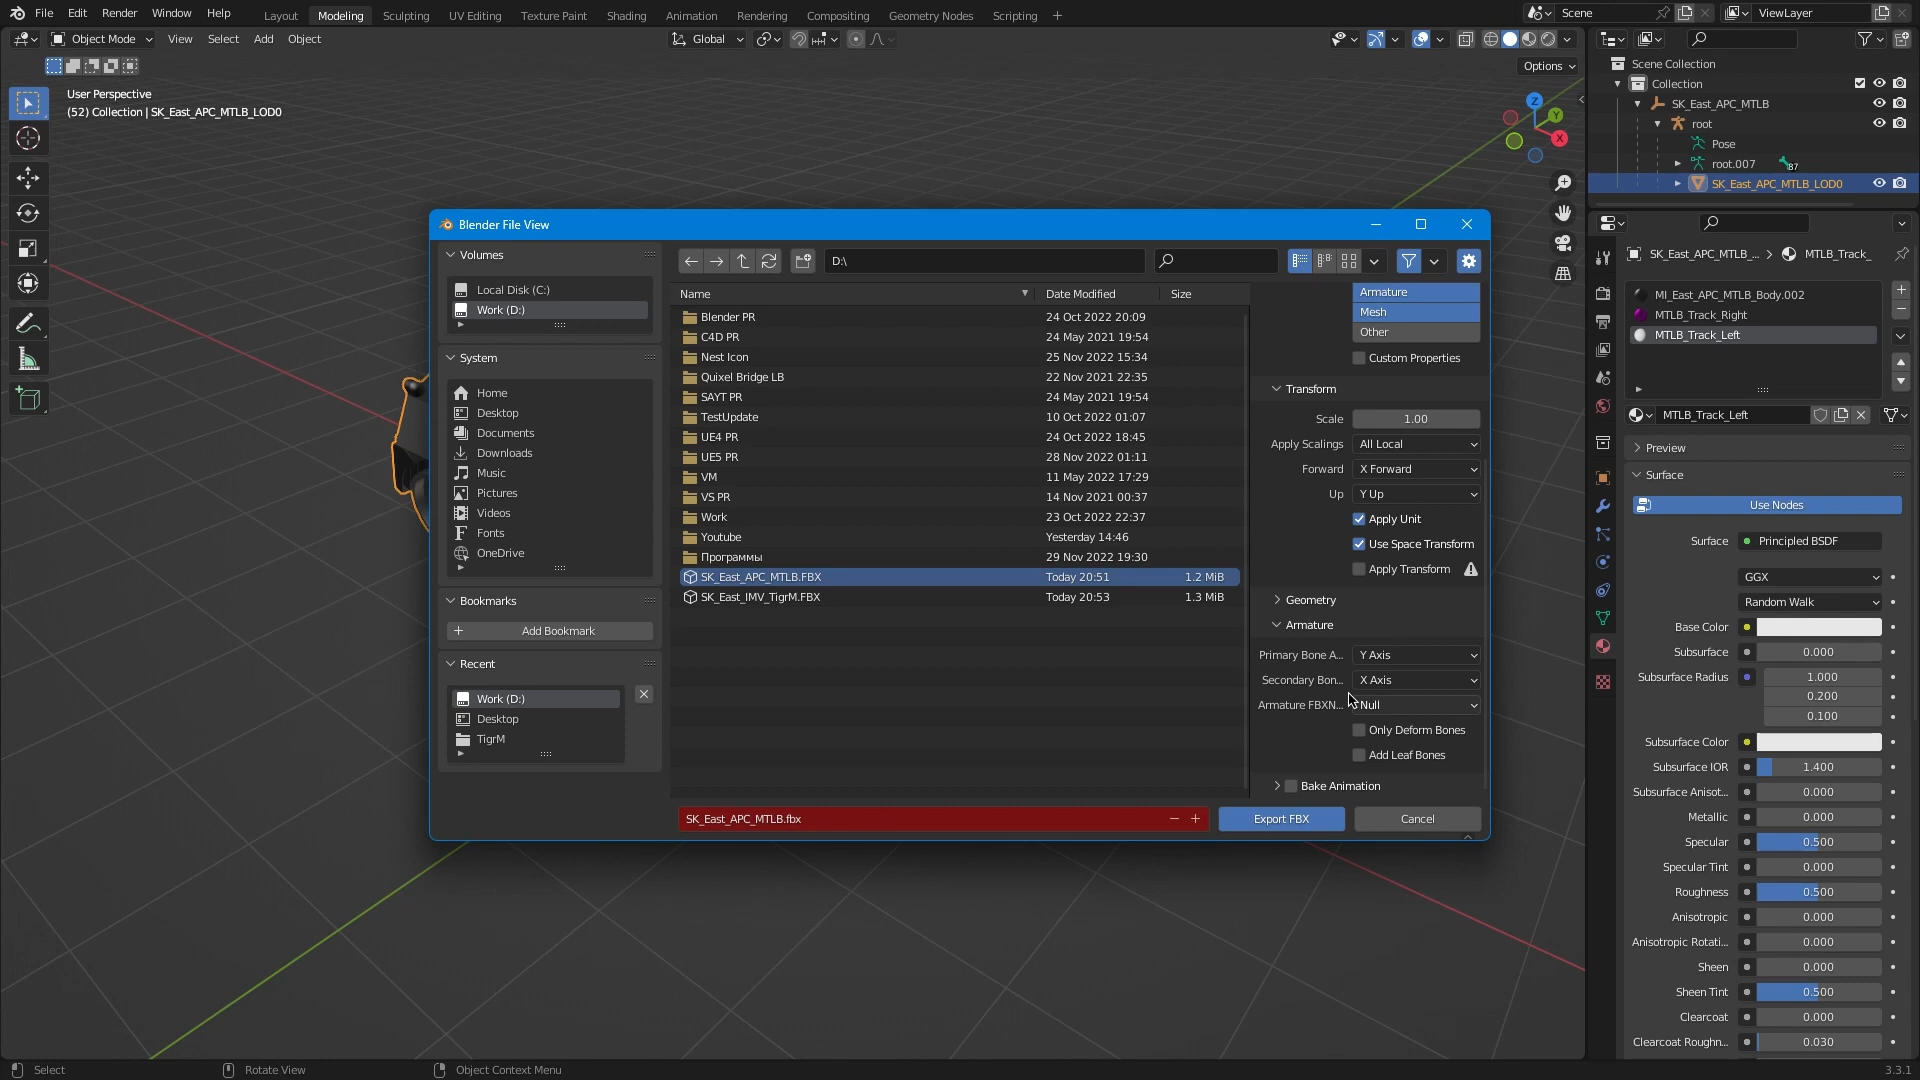 File Edit Render Window Help
Layout Modeling Sculpting UV Editing Texture Paint Shading Animation Rendering Compositing Geometry Nodes Scripting +
Scene
ViewLayer
Object Mode View Select Add Object
Global
Options
User Perspective
(52) Collection | SK_East_APC_MTLB_LOD0
Z
Y
X
Scene Collection
Collection
SK_East_APC_MTLB
root
Pose
root.007
87
SK_East_APC_MTLB_LOD0
Blender File View
Volumes
Local Disk (C:)
Work (D:)
System
Home
Desktop
Documents
Downloads
Music
Pictures
Videos
Fonts
OneDrive
Bookmarks
Add Bookmark
Recent
Work (D:)
Desktop
TigrM
D:\
Name Date Modified Size
Blender PR 24 Oct 2022 20:09
C4D PR 24 May 2021 19:54
Nest Icon 25 Nov 2022 15:34
Quixel Bridge LB 22 Nov 2021 22:35
SAYT PR 24 May 2021 19:54
TestUpdate 10 Oct 2022 01:07
UE4 PR 24 Oct 2022 18:45
UE5 PR 28 Nov 2022 01:11
VM 11 May 2022 17:29
VS PR 14 Nov 2021 00:37
Work 23 Oct 2022 22:37
Youtube Yesterday 14:46
Программы 29 Nov 2022 19:30
SK_East_APC_MTLB.FBX Today 20:51 1.2 MiB
SK_East_IMV_TigrM.FBX Today 20:53 1.3 MiB
Armature
Mesh
Other
Custom Properties
Transform
Scale 1.00
Apply Scalings All Local
Forward X Forward
Up Y Up
Apply Unit
Use Space Transform
Apply Transform
Geometry
Armature
Primary Bone A... Y Axis
Secondary Bon... X Axis
Armature FBXN... Null
Only Deform Bones
Add Leaf Bones
Bake Animation
SK_East_APC_MTLB.fbx
Export FBX
Cancel
SK_East_APC_MTLB_... > MTLB_Track_
MI_East_APC_MTLB_Body.002
MTLB_Track_Right
MTLB_Track_Left
MTLB_Track_Left
Preview
Surface
Use Nodes
Surface Principled BSDF
GGX
Random Walk
Base Color
Subsurface 0.000
Subsurface Radius 1.000
0.200
0.100
Subsurface Color
Subsurface IOR 1.400
Subsurface Anisot... 0.000
Metallic 0.000
Specular 0.500
Specular Tint 0.000
Roughness 0.500
Anisotropic 0.000
Anisotropic Rotati... 0.000
Sheen 0.000
Sheen Tint 0.500
Clearcoat 0.000
Clearcoat Roughn... 0.030
Select
Rotate View
Object Context Menu
3.3.1